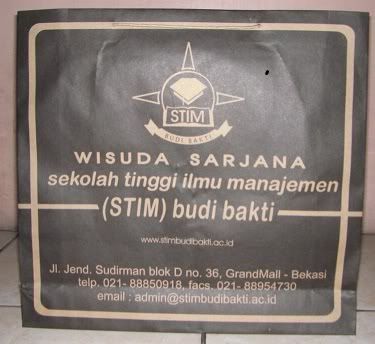 STIM
BUDI BAKTI
WISUDA SARJANA
sekolah tinggi ilmu manajemen
(STIM) budi bakti
www.stimbudibakti.ac.id
Jl. Jend. Sudirman blok D no. 36, GrandMall - Bekasi
telp. 021- 88850918, facs. 021- 88954730
email : admin@stimbudibakti.ac.id